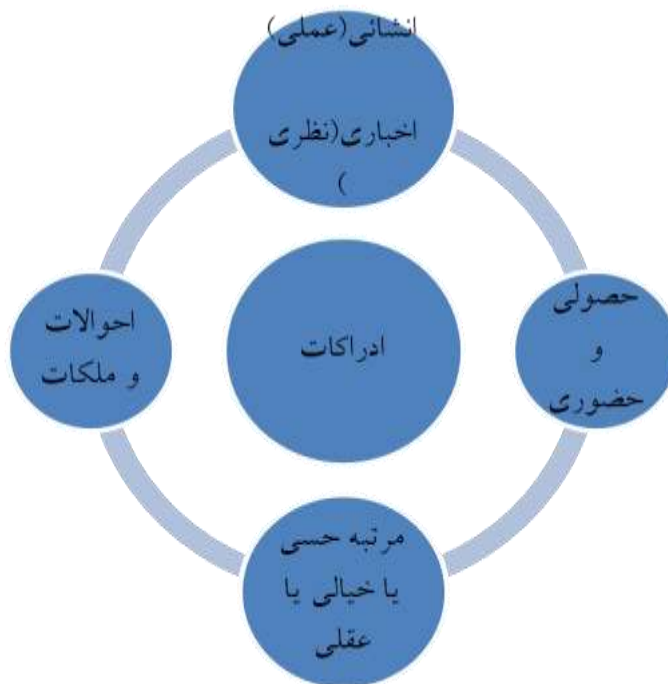 انشائی(عملی)
اخباری(نظری
)
حصولی
و
حضوری
ادراکات
احوالات
و ملکات
مرتبه حسی
یا خیالی یا
عقلی